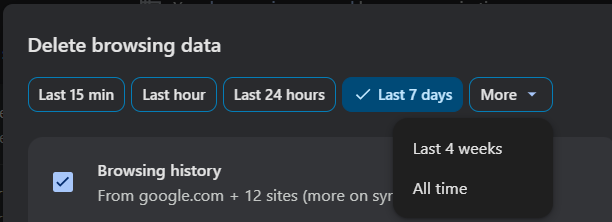 Delete browsing data
Last 15 min Last hour Last 24 hours Last 7 days More
Last 4 weeks
All time
Browsing history
From google.com + 12 sites (more on syn